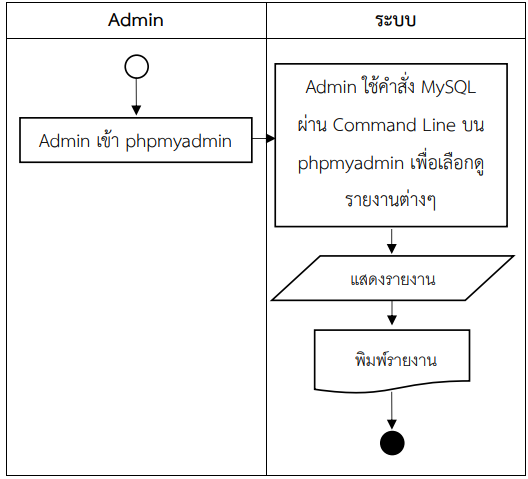 Admin
ระบบ
Admin เข้า phpmyadmin
Admin ใช้คำสั่ง MySQL
ผ่าน Command Line บน
phpmyadmin เพื่อเลือกดู
รายงานต่างๆ
แสดงรายงาน
พิมพ์รายงาน